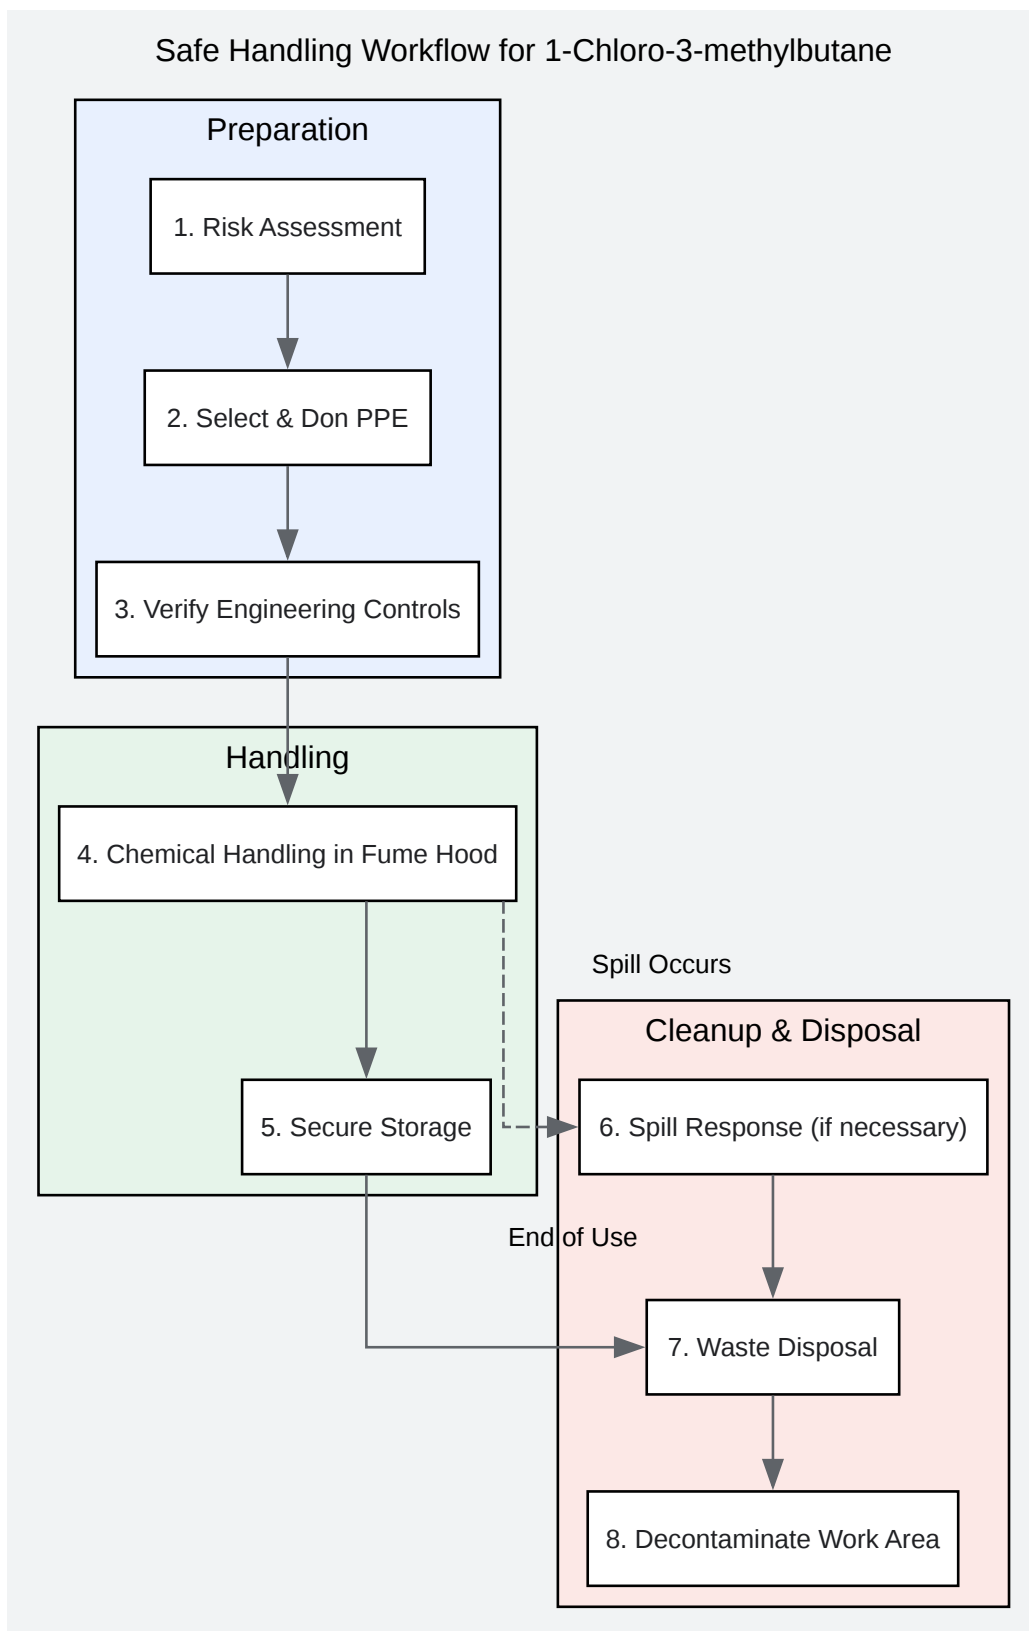 Safe Handling Workflow for 1-Chloro-3-methylbutane
Preparation
1. Risk Assessment
2. Select & Don PPE
3. Verify Engineering Controls
Handling
4. Chemical Handling in Fume Hood
Spill Occurs
Cleanup & Disposal
5. Secure Storage
6. Spill Response (if necessary)
End of Use
7. Waste Disposal
8. Decontaminate Work Area